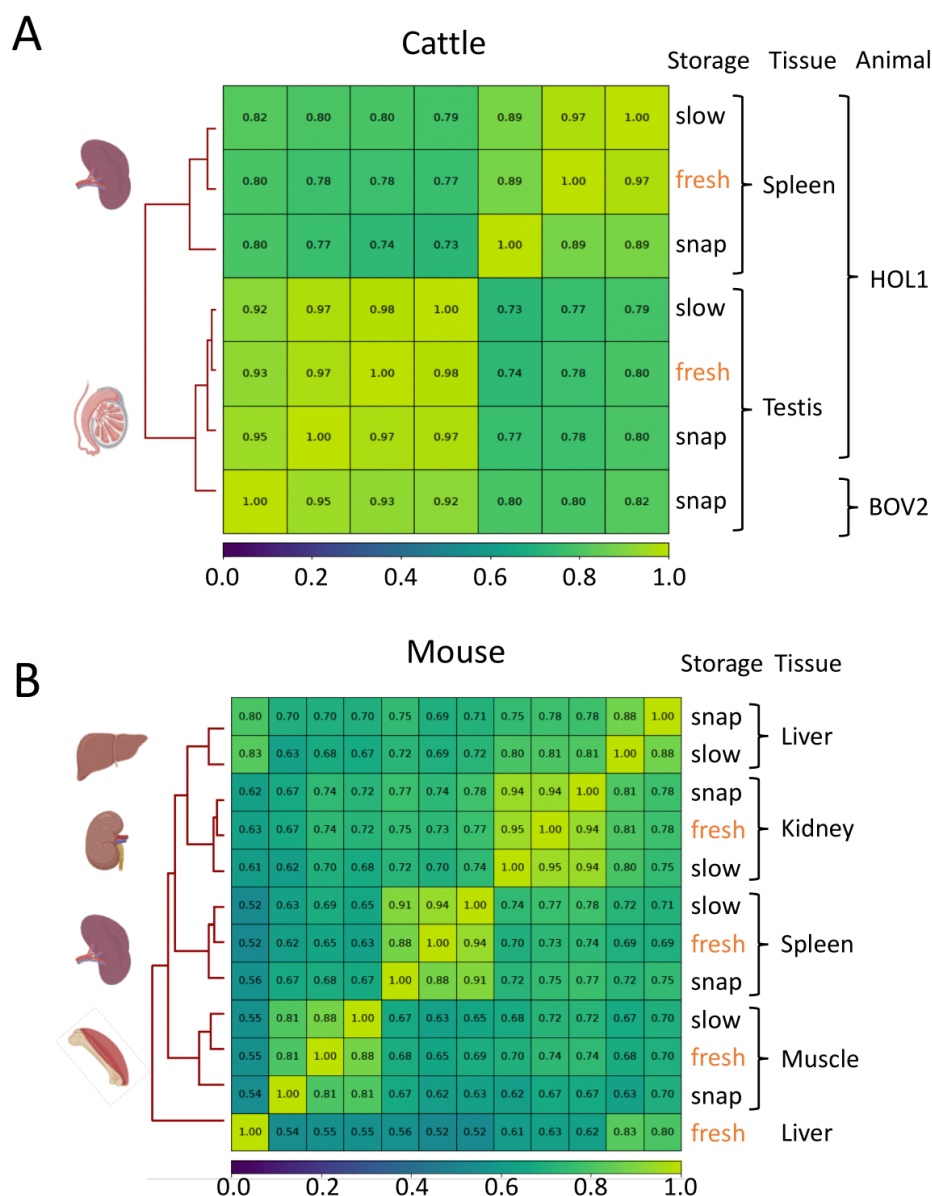 A
Cattle
Storage Tissue Animal
0.82 0.80 0.80 0.79 0.89 0.97 1.00 slow
0.80 0.78 0.78 0.77 0.89 1.00 0.97 fresh Spleen
0.80 0.77 0.74 0.73 1.00 0.89 0.89 snap
HOL1
0.92 0.97 0.98 1.00 0.73 0.77 0.79 slow
0.93 0.97 1.00 0.98 0.74 0.78 0.80 fresh
Testis
0.95 1.00 0.97 0.97 0.77 0.78 0.80 snap
1.00 0.95 0.93 0.92 0.80 0.80 0.82 snap BOV2
0.0 0.2 0.4 0.6 0.8 1.0
B
Mouse
Storage Tissue
0.80 0.70 0.70 0.70 0.75 0.69 0.71 0.75 0.78 0.78 0.88 1.00 snap
Liver
0.83 0.63 0.68 0.67 0.72 0.69 0.72 0.80 0.81 0.81 1.00 0.88 slow
0.62 0.67 0.74 0.72 0.77 0.74 0.78 0.94 0.94 1.00 0.81 0.78 snap
0.63 0.67 0.74 0.72 0.75 0.73 0.77 0.95 1.00 0.94 0.81 0.78 fresh Kidney
0.61 0.62 0.70 0.68 0.72 0.70 0.74 1.00 0.95 0.94 0.80 0.75 slow
0.52 0.63 0.69 0.65 0.91 0.94 1.00 0.74 0.77 0.78 0.72 0.71 slow
0.52 0.62 0.65 0.63 0.88 1.00 0.94 0.70 0.73 0.74 0.69 0.69 fresh Spleen
0.56 0.67 0.68 0.67 1.00 0.88 0.91 0.72 0.75 0.77 0.72 0.75 snap
0.55 0.81 0.88 1.00 0.67 0.63 0.65 0.68 0.72 0.72 0.67 0.70 slow
0.55 0.81 1.00 0.88 0.68 0.65 0.69 0.70 0.74 0.74 0.68 0.70 fresh Muscle
0.54 1.00 0.81 0.81 0.67 0.62 0.63 0.62 0.67 0.67 0.63 0.70 snap
1.00 0.54 0.55 0.55 0.56 0.52 0.52 0.61 0.63 0.62 0.83 0.80 fresh Liver
0.0 0.2 0.4 0.6 0.8 1.0